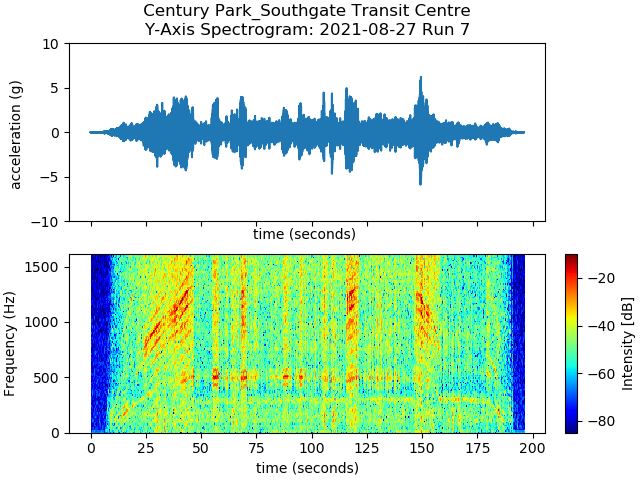 Century Park_Southgate Transit Centre
Y-Axis Spectrogram: 2021-08-27 Run 7
10
5
0
−5
−10
acceleration (g)
time (seconds)
1500
1000
500
0
Frequency (Hz)
0 25 50 75 100 125 150 175 200
time (seconds)
−20
−40
−60
−80
Intensity [dB]